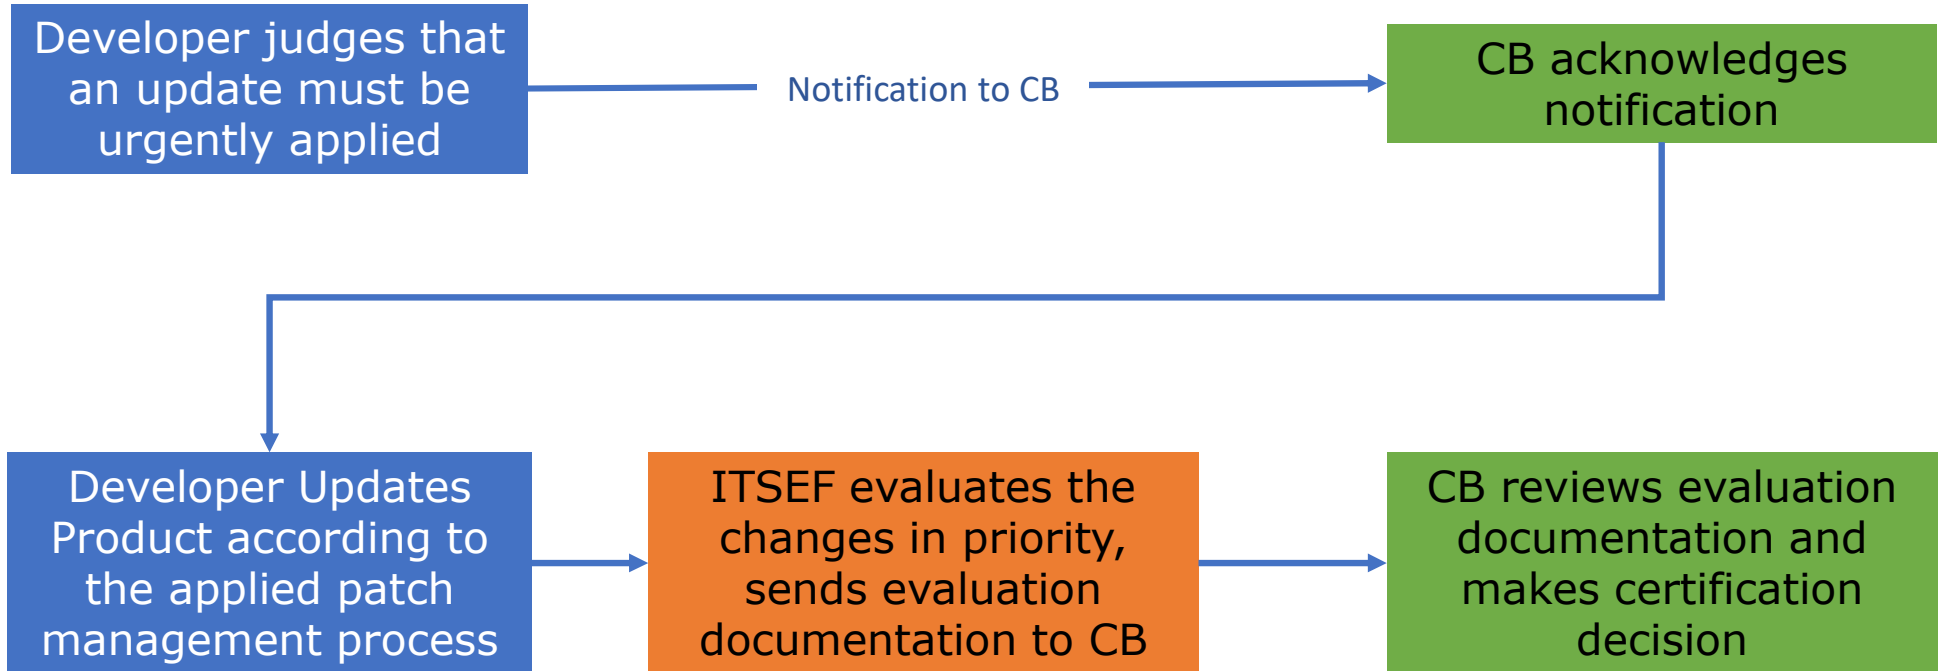 Developer judges that
an update must be
urgently applied
Notification to CB
CB acknowledges
notification
Developer Updates
Product according to
the applied patch
management process
ITSEF evaluates the
changes in priority,
sends evaluation
documentation to CB
CB reviews evaluation
documentation and
makes certification
decision